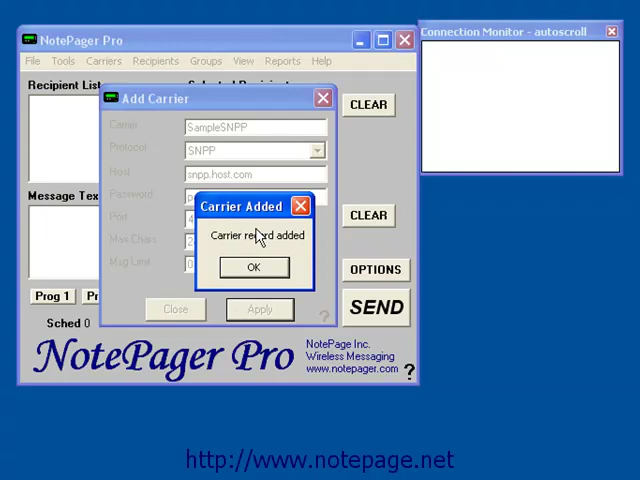 NotePager Pro
File Tools Carriers Recipients Groups View Reports Help
Recipient List
Message Tex
Prog 1
Sched 0
Add Carrier
Carrier SampleSNPP
Protocol SNPP
Host snpp.host.com
Password
Port 4
Max Chars 2
Msg Limit 0
Close Apply ?
Carrier Added
Carrier record added
OK
CLEAR
CLEAR
OPTIONS
SEND
NotePager Pro
NotePage Inc.
Wireless Messaging
www.notepager.com ?
Connection Monitor - autoscroll
http://www.notepage.net